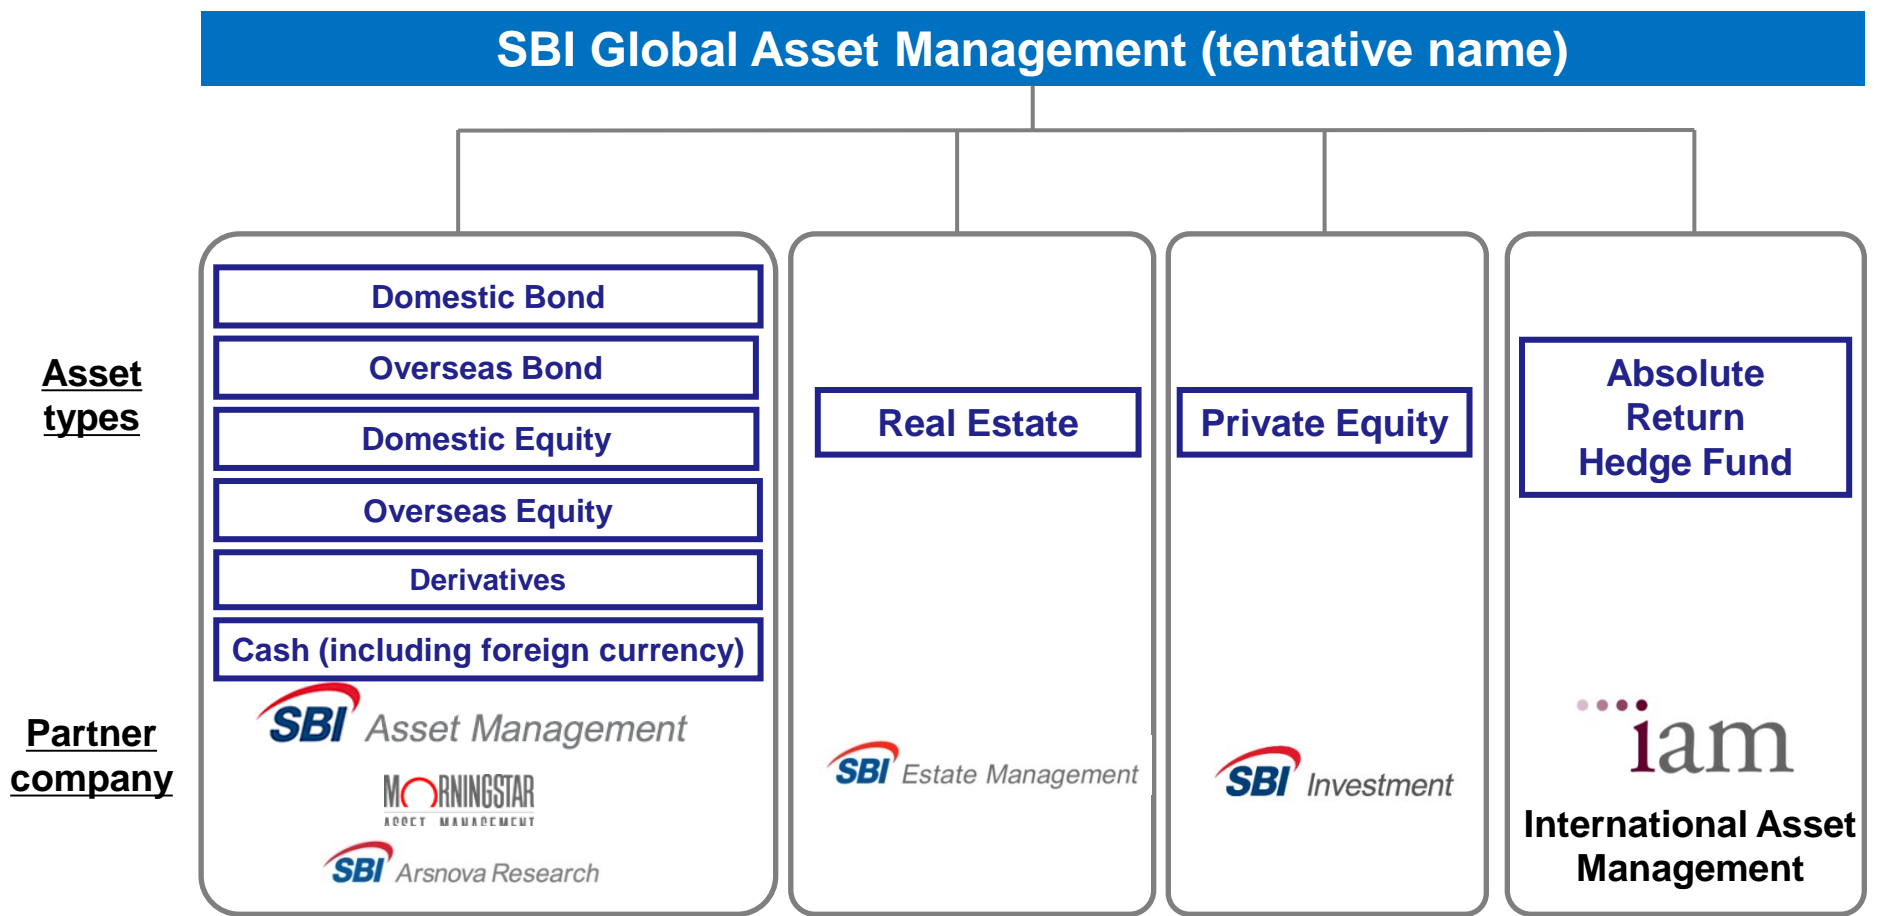 SBI Global Asset Management (tentative name)
Asset
types
Domestic Bond
Overseas Bond
Domestic Equity
Overseas Equity
Derivatives
Cash (including foreign currency)
Real Estate
Private Equity
Absolute
Return
Hedge Fund
Partner
company
SBI Asset Management
MORNINGSTAR
ASSET MANAGEMENT
SBI Arsnova Research
SBI Estate Management
SBI Investment
iam
International Asset
Management